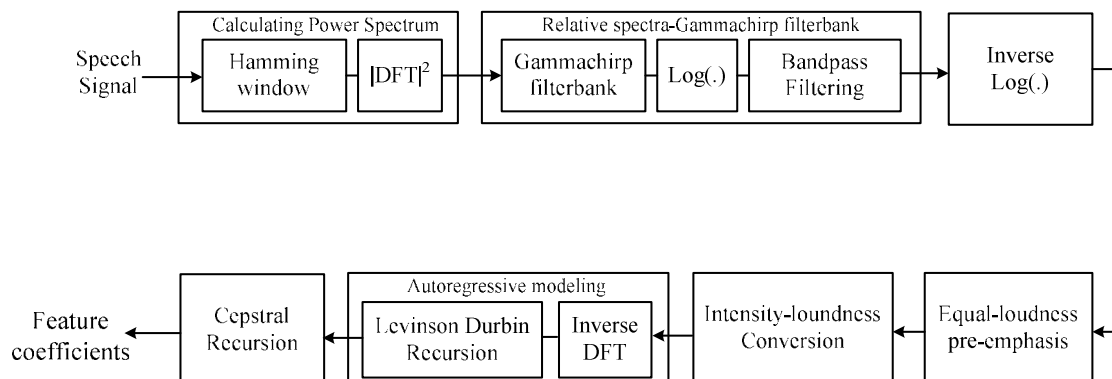 Calculating Power Spectrum
Relative spectra-Gammachirp filterbank
Speech
Signal
Hamming
window
|DFT|²
Gammachirp
filterbank
Log(.)
Bandpass
Filtering
Inverse
Log(.)
Feature
coefficients
Cepstral
Recursion
Autoregressive modeling
Levinson Durbin
Recursion
Inverse
DFT
Intensity-loundness
Conversion
Equal-loudness
pre-emphasis